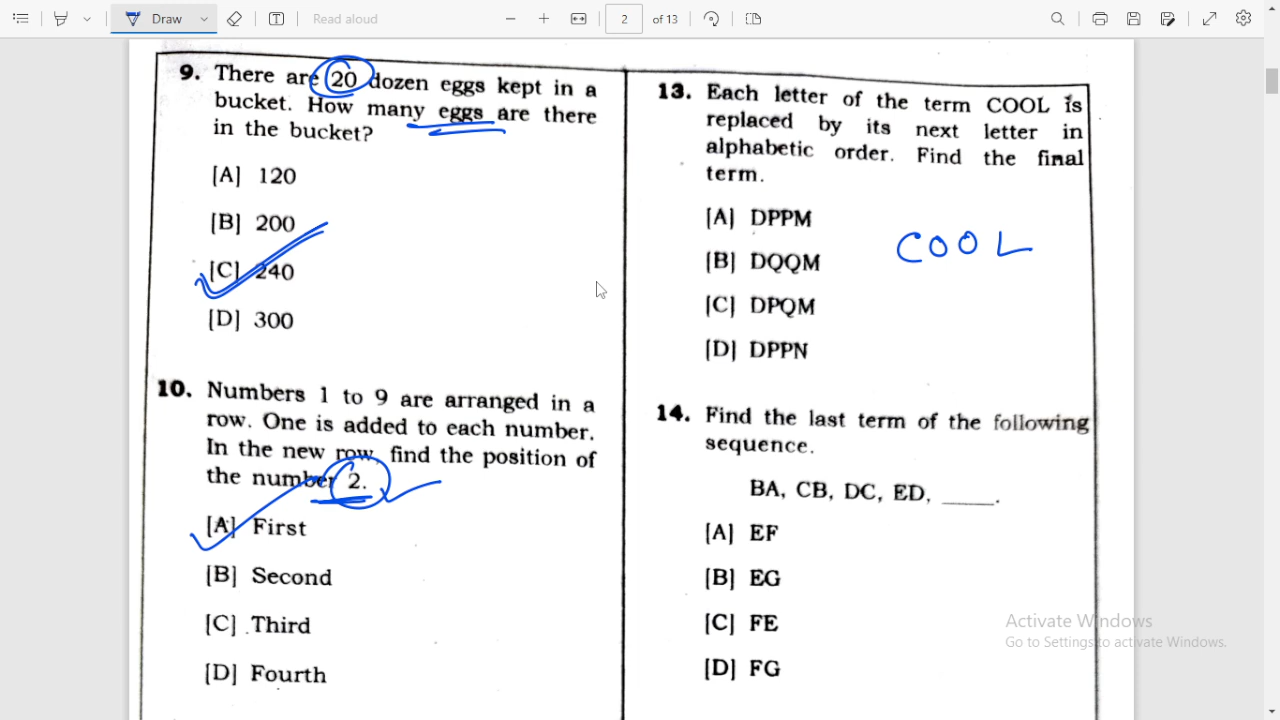 Draw
Read aloud
2 of 13
9. There are 20 dozen eggs kept in a
bucket. How many eggs are there
in the bucket?
[A] 120
[B] 200
[C] 240
[D] 300
10. Numbers 1 to 9 are arranged in a
row. One is added to each number.
In the new row, find the position of
the number 2.
[A] First
[B] Second
[C] Third
[D] Fourth
13. Each letter of the term COOL is
replaced by its next letter in
alphabetic order. Find the final
term.
[A] DPPM
[B] DQQM
[C] DPQM
[D] DPPN
COOL
14. Find the last term of the following
sequence.
BA, CB, DC, ED, _____.
[A] EF
[B] EG
[C] FE
[D] FG
Activate Windows
Go to Settings to activate Windows.